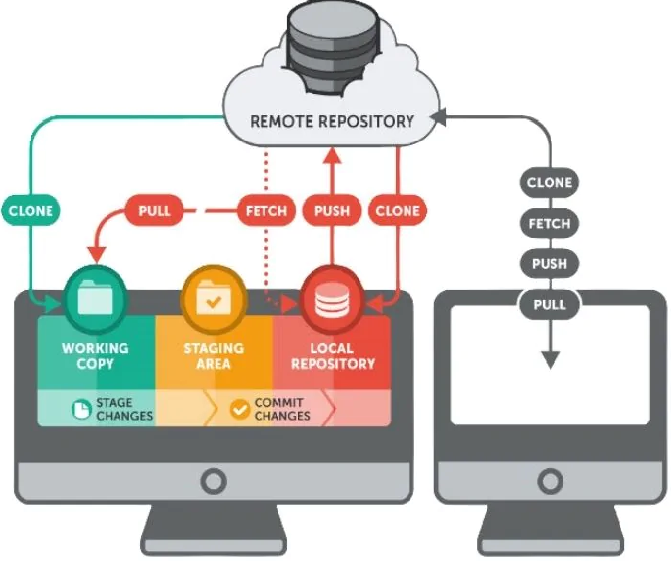 REMOTE REPOSITORY
CLONE
PULL
FETCH
PUSH
CLONE
CLONE
FETCH
PUSH
PULL
WORKING
COPY
STAGING
AREA
LOCAL
REPOSITORY
STAGE
CHANGES
COMMIT
CHANGES